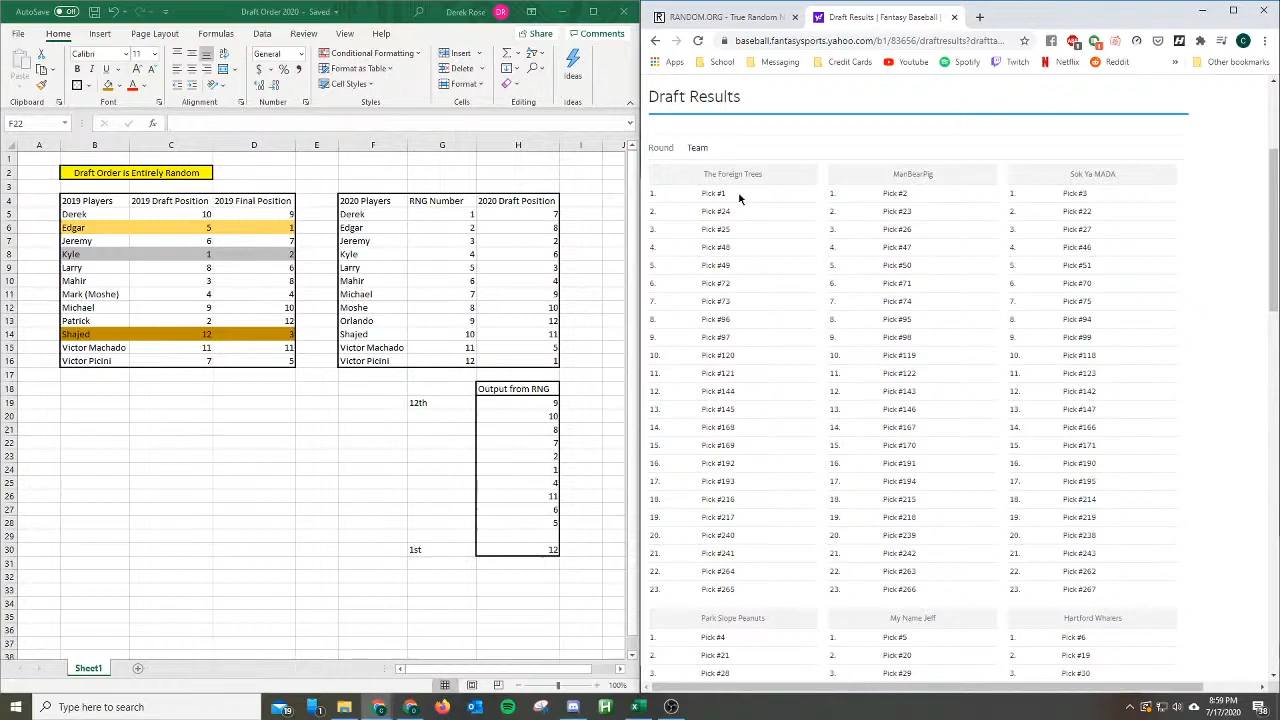 AutoSave Off Draft Order 2020 - Saved Derek Rose DR
File Home Insert Page Layout Formulas Data Review View Help Share Comments
Paste Calibri 11 General Conditional Formatting Format as Table Cell Styles Insert Delete Format Ideas
Clipboard Font Alignment Number Styles Cells Editing Ideas
F22 fx
A B C D E F G H
Draft Order is Entirely Random
2019 Players 2019 Draft Position 2019 Final Position 2020 Players RNG Number 2020 Draft Position
Derek 10 9 Derek 1 7
Edgar 5 1 Edgar 2 8
Jeremy 6 7 Jeremy 3 2
Kyle 1 2 Kyle 4 6
Larry 8 6 Larry 5 3
Mahir 3 8 Mahir 6 4
Mark (Moshe) 4 4 Michael 7 9
Michael 9 10 Moshe 8 10
Patrick 2 12 Orlando 9 12
Shajed 12 3 Shajed 10 11
Victor Machado 11 11 Victor Machado 11 5
Victor Picini 7 5 Victor Picini 12 1
Output from RNG
12th 9
10
8
7
2
1
4
11
6
5
1st 12
Sheet1
100%
RANDOM.ORG - True Random N Draft Results | Fantasy Baseball
baseball.fantasysports.yahoo.com/b1/83656/draftresults?draftta...
Apps School Messaging Credit Cards Youtube Spotify Twitch Netflix Reddit Other bookmarks
Draft Results
Round Team
The Foreign Trees ManBearPig Sok Ya MADA
1. Pick #1 1. Pick #2 1. Pick #3
2. Pick #24 2. Pick #23 2. Pick #22
3. Pick #25 3. Pick #26 3. Pick #27
4. Pick #48 4. Pick #47 4. Pick #46
5. Pick #49 5. Pick #50 5. Pick #51
6. Pick #72 6. Pick #71 6. Pick #70
7. Pick #73 7. Pick #74 7. Pick #75
8. Pick #96 8. Pick #95 8. Pick #94
9. Pick #97 9. Pick #98 9. Pick #99
10. Pick #120 10. Pick #119 10. Pick #118
11. Pick #121 11. Pick #122 11. Pick #123
12. Pick #144 12. Pick #143 12. Pick #142
13. Pick #145 13. Pick #146 13. Pick #147
14. Pick #168 14. Pick #167 14. Pick #166
15. Pick #169 15. Pick #170 15. Pick #171
16. Pick #192 16. Pick #191 16. Pick #190
17. Pick #193 17. Pick #194 17. Pick #195
18. Pick #216 18. Pick #215 18. Pick #214
19. Pick #217 19. Pick #218 19. Pick #219
20. Pick #240 20. Pick #239 20. Pick #238
21. Pick #241 21. Pick #242 21. Pick #243
22. Pick #264 22. Pick #263 22. Pick #262
23. Pick #265 23. Pick #266 23. Pick #267
Park Slope Peanuts My Name Jeff Hartford Whalers
1. Pick #4 1. Pick #5 1. Pick #6
2. Pick #21 2. Pick #20 2. Pick #19
3. Pick #28 3. Pick #29 3. Pick #30
Type here to search
8:59 PM
7/17/2020